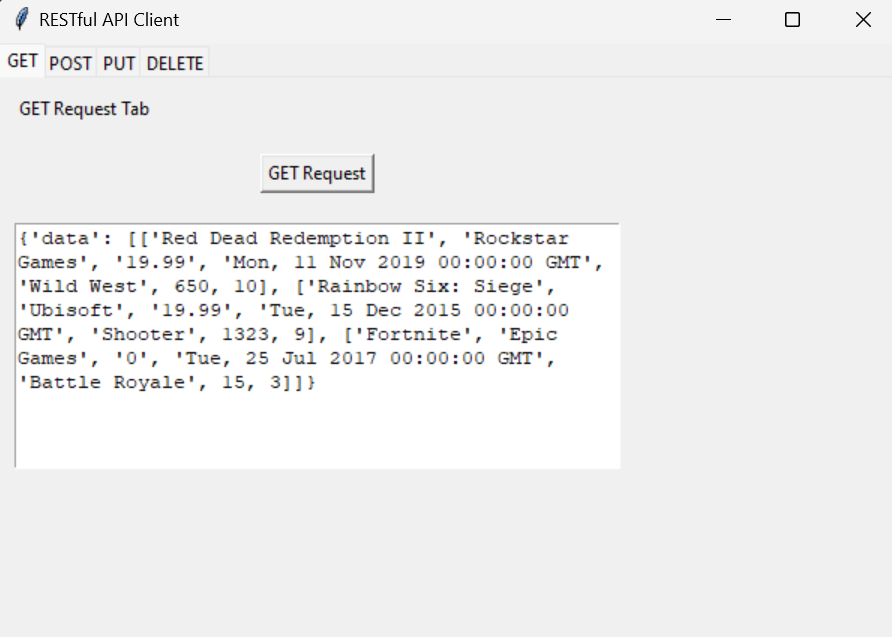 RESTful API Client
GET POST PUT DELETE
GET Request Tab
GET Request
{'data': [['Red Dead Redemption II', 'Rockstar
Games', '19.99', 'Mon, 11 Nov 2019 00:00:00 GMT',
'Wild West', 650, 10], ['Rainbow Six: Siege',
'Ubisoft', '19.99', 'Tue, 15 Dec 2015 00:00:00
GMT', 'Shooter', 1323, 9], ['Fortnite', 'Epic
Games', '0', 'Tue, 25 Jul 2017 00:00:00 GMT',
'Battle Royale', 15, 3]]}